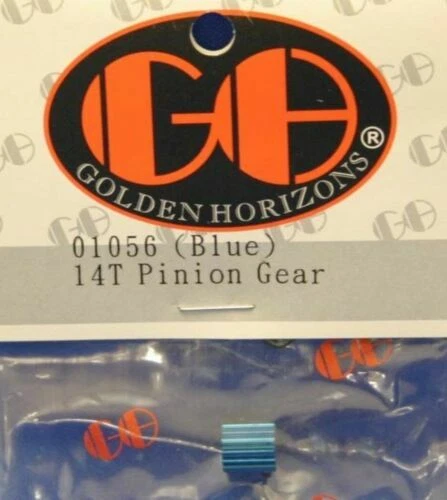 GH
GOLDEN HORIZONS®
01056 (Blue)
14T Pinion Gear